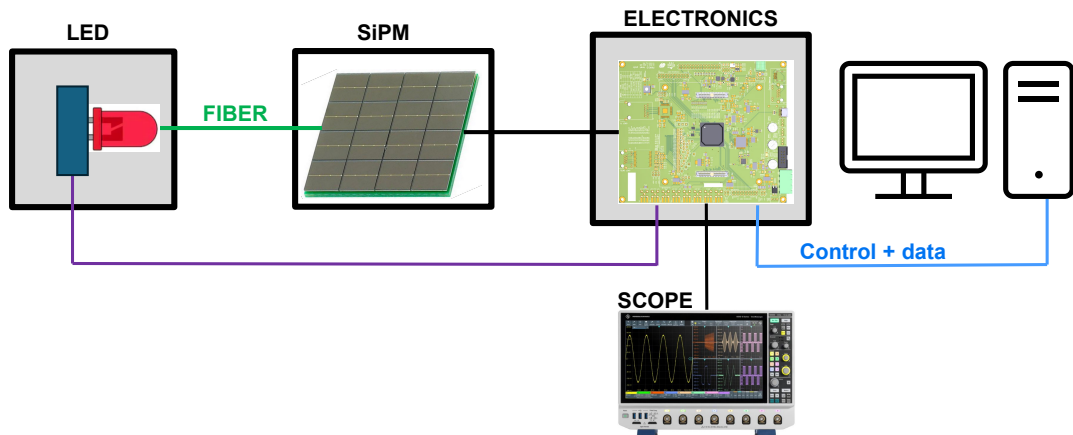 LED
SiPM
ELECTRONICS
FIBER
Control + data
SCOPE